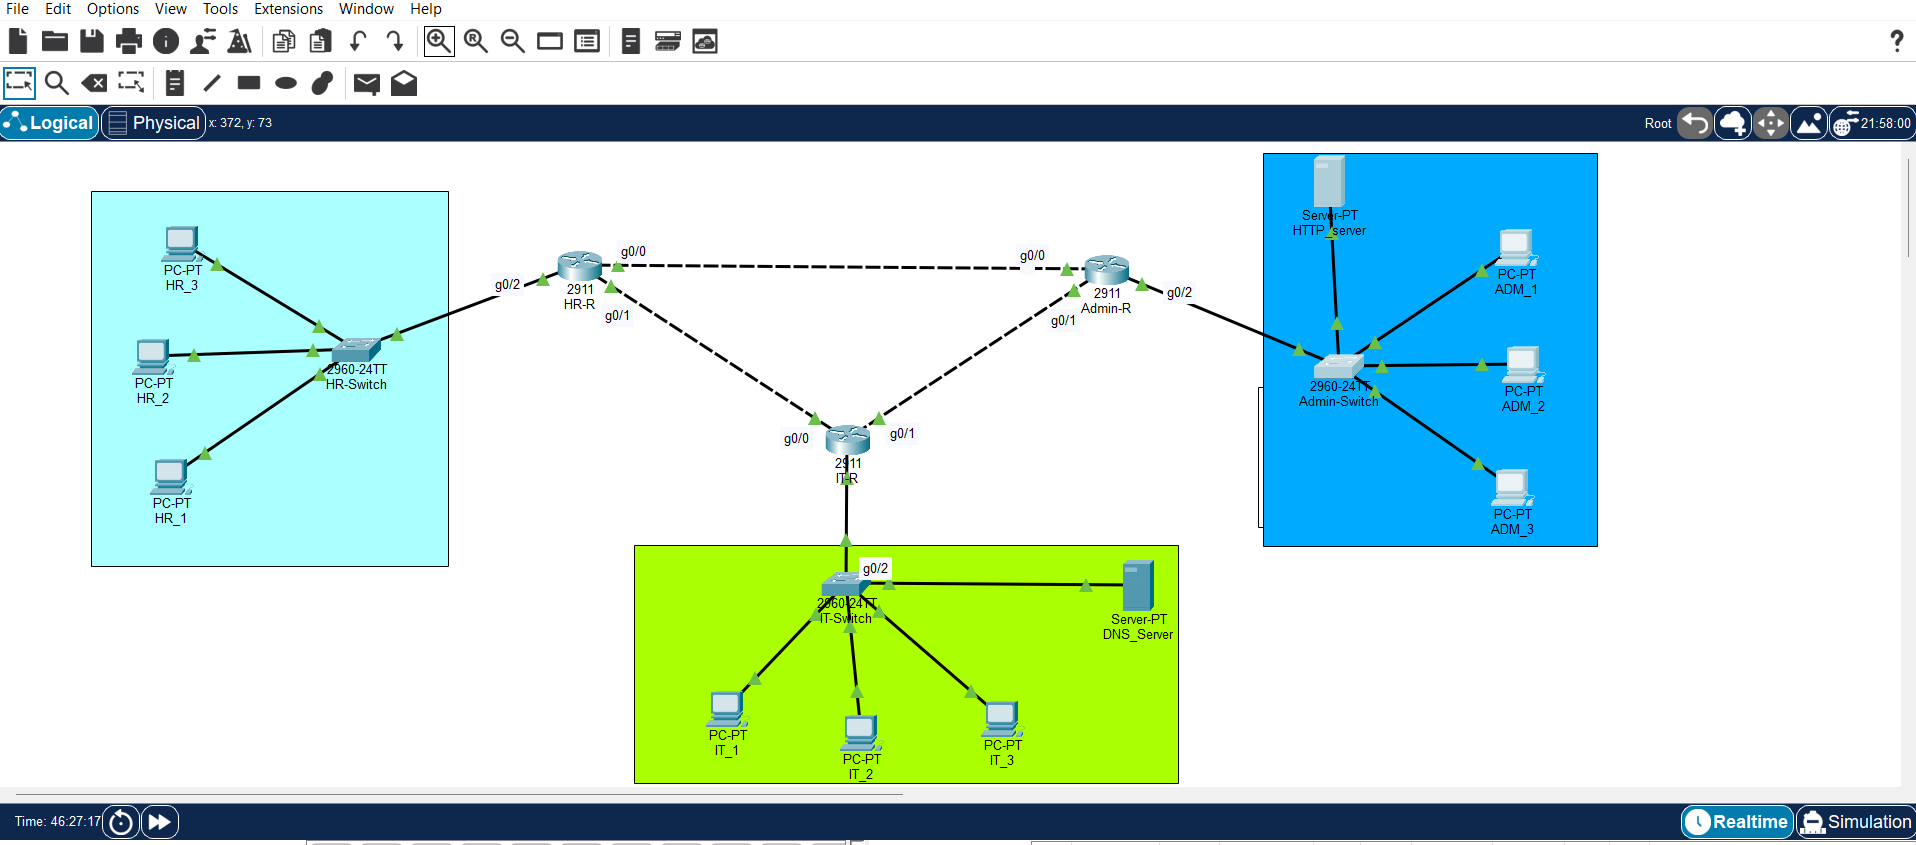 File Edit Options View Tools Extensions Window Help
Logical Physical x: 372, y: 73 Root 21:58:00
Server-PT
HTTP_server
PC-PT
HR_3
g0/0
g0/0
PC-PT
ADM_1
g0/2
2911
HR-R
g0/1
2911
Admin-R
g0/1
g0/2
PC-PT
HR_2
2960-24TT
HR-Switch
2960-24TT
Admin-Switch
PC-PT
ADM_2
g0/0
g0/1
2911
IT-R
PC-PT
HR_1
PC-PT
ADM_3
g0/2
2960-24TT
IT-Switch
Server-PT
DNS_Server
PC-PT
IT_1
PC-PT
IT_2
PC-PT
IT_3
Time: 46:27:17 Realtime Simulation